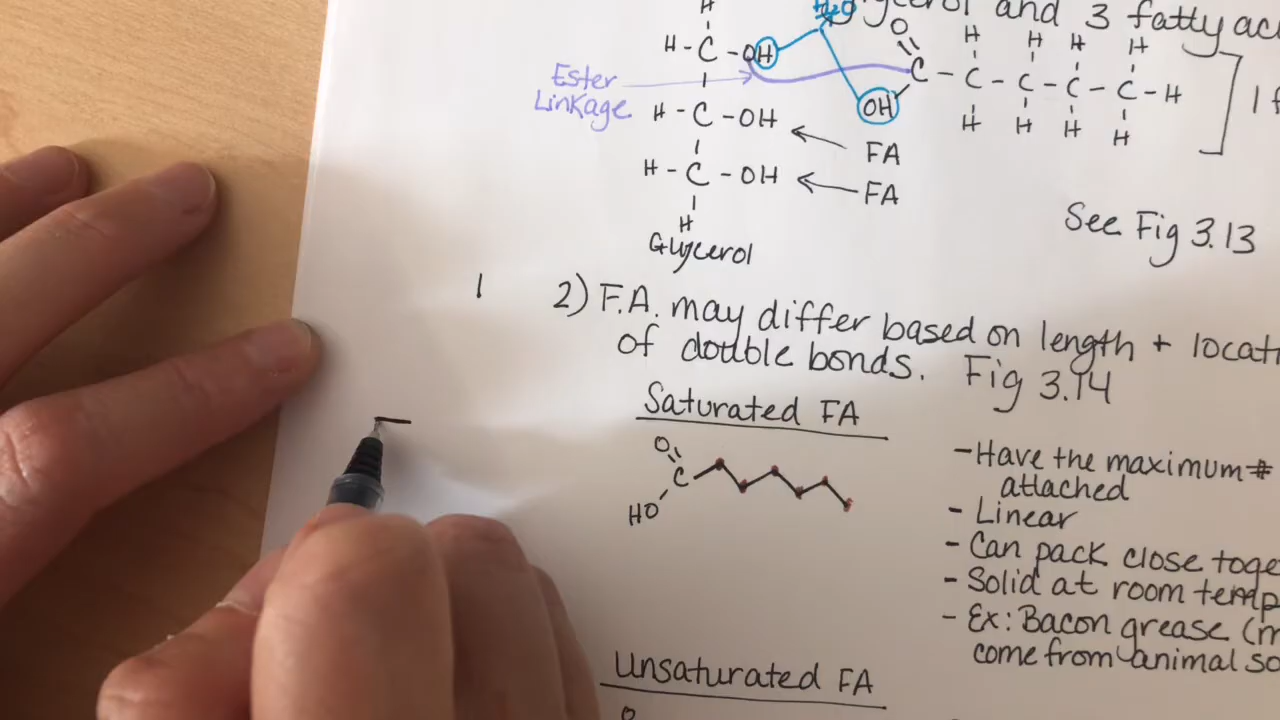 glycerol and 3 fatty ac
H H2O O H H H H
H-C-OH C-C-C-C-C-H
Ester
Linkage
OH H H H H
H-C-OH FA
H-C-OH FA
H
Glycerol
See Fig 3.13
2) F.A. may differ based on length + locat
of double bonds. Fig 3.14
Saturated FA
O
C
HO
-Have the maximum #
attached
- Linear
- Can pack close toge
- Solid at room temp
- Ex: Bacon grease (m
come from animal so
Unsaturated FA
O